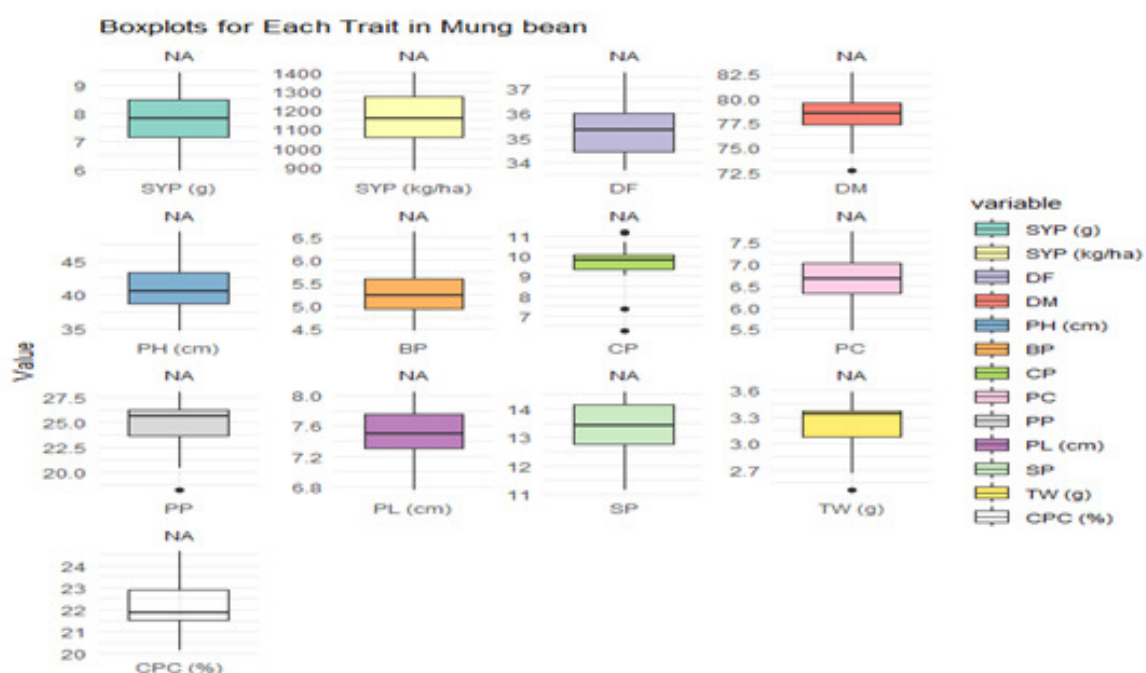 Boxplots for Each Trait in Mung bean
NA NA NA NA
9
8
7
6
SYP (g)
1400
1300
1200
1100
1000
900
SYP (kg/ha)
37
36
35
34
DF
82.5
80.0
77.5
75.0
72.5
DM
NA NA NA NA
45
40
35
PH (cm)
6.5
6.0
5.5
5.0
4.5
BP
11
10
9
8
7
CP
7.5
7.0
6.5
6.0
5.5
PC
Value
NA NA NA NA
27.5
25.0
22.5
20.0
PP
8.0
7.6
7.2
6.8
PL (cm)
14
13
12
11
SP
3.6
3.3
3.0
2.7
TW (g)
NA
24
23
22
21
20
CPC (%)
variable
SYP (g)
SYP (kg/ha)
DF
DM
PH (cm)
BP
CP
PC
PP
PL (cm)
SP
TW (g)
CPC (%)